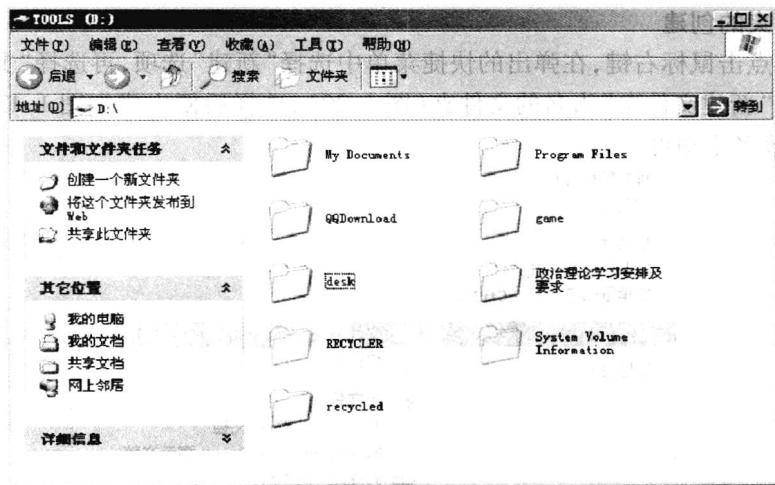 TOOLS (D:)
文件(F) 编辑(E) 查看(V) 收藏(A) 工具(T) 帮助(H)
后退 搜索 文件夹
地址(D) D:\ 转到
文件和文件夹任务
创建一个新文件夹
将这个文件夹发布到
Web
共享此文件夹
其它位置
我的电脑
我的文档
共享文档
网上邻居
详细信息
My Documents
Program Files
QQDownload
game
desk
政治理论学习安排及
要求
RECYCLER
System Volume
Information
recycled